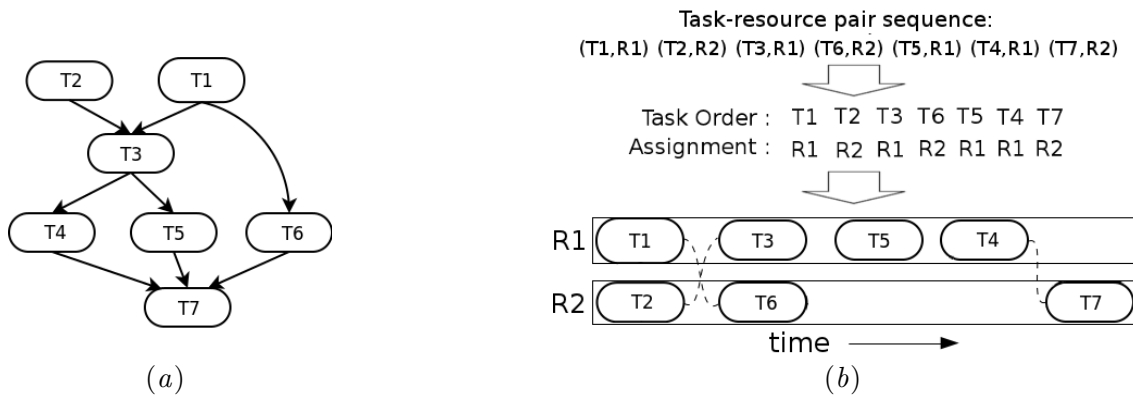 T2 T1
T3
T4 T5 T6
T7
(a)
Task-resource pair sequence:
(T1,R1) (T2,R2) (T3,R1) (T6,R2) (T5,R1) (T4,R1) (T7,R2)
Task Order : T1 T2 T3 T6 T5 T4 T7
Assignment : R1 R2 R1 R2 R1 R1 R2
R1 T1 T3 T5 T4
R2 T2 T6 T7
time
(b)